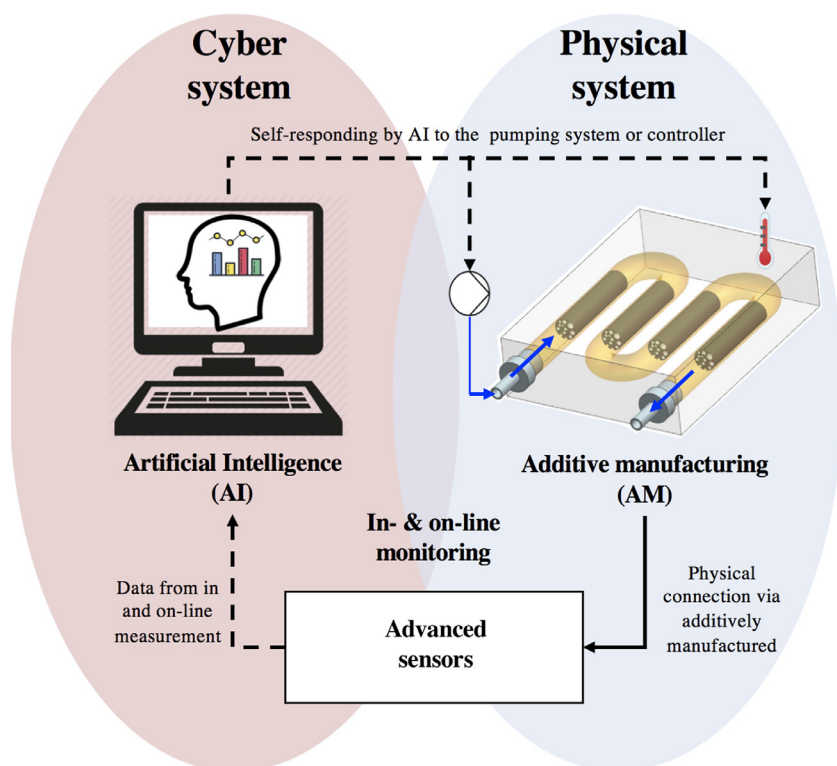 Cyber
system
Physical
system
Self-responding by AI to the pumping system or controller
Artificial Intelligence
(AI)
Additive manufacturing
(AM)
In- & on-line
monitoring
Data from in
and on-line
measurement
Advanced
sensors
Physical
connection via
additively
manufactured